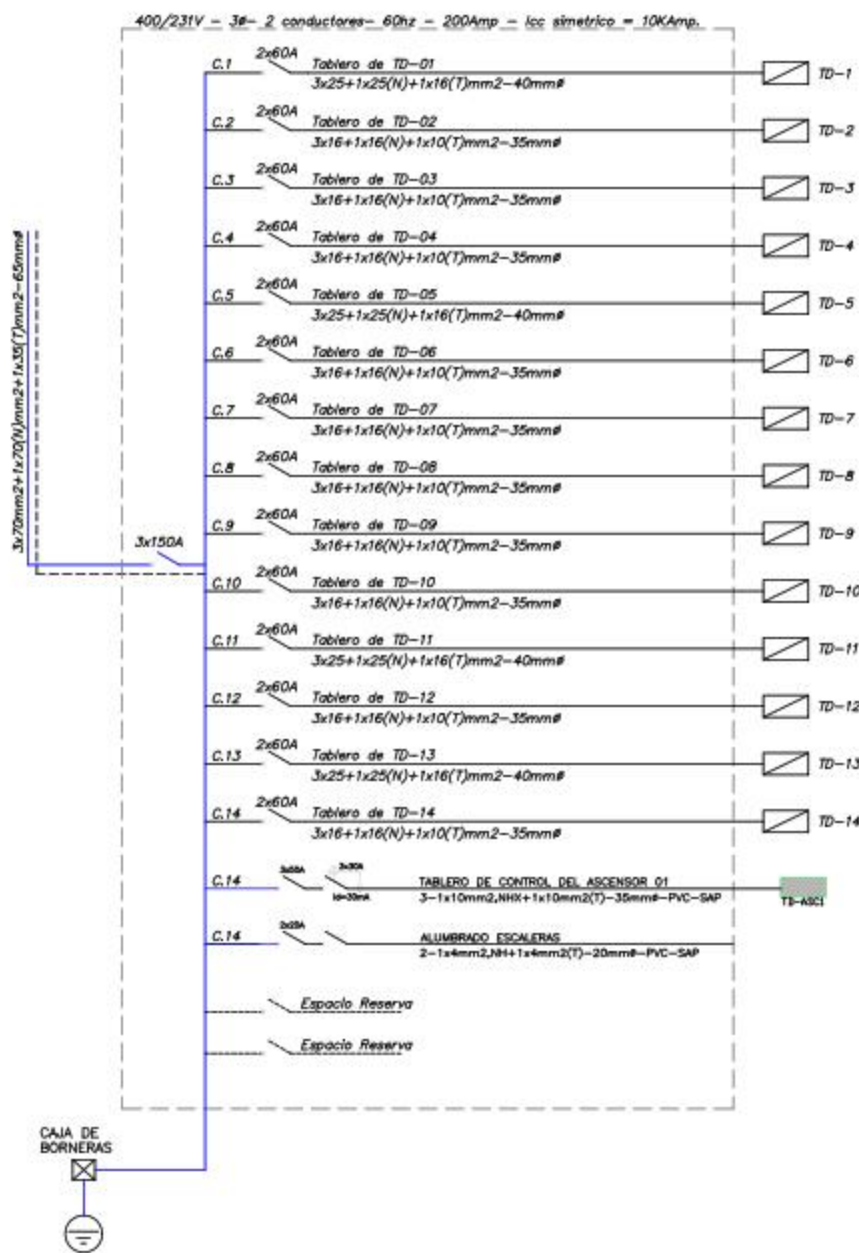 400/231V - 3ø- 2 conductores- 60hz - 200Amp - Icc simetrico = 10KAmp.
C.1 2x60A Tablero de TD-01 TD-1
3x25+1x25(N)+1x16(T)mm2-40mmø
C.2 2x60A Tablero de TD-02 TD-2
3x16+1x16(N)+1x10(T)mm2-35mmø
C.3 2x60A Tablero de TD-03 TD-3
3x16+1x16(N)+1x10(T)mm2-35mmø
C.4 2x60A Tablero de TD-04 TD-4
3x16+1x16(N)+1x10(T)mm2-35mmø
C.5 2x60A Tablero de TD-05 TD-5
3x25+1x25(N)+1x16(T)mm2-40mmø
C.6 2x60A Tablero de TD-06 TD-6
3x16+1x16(N)+1x10(T)mm2-35mmø
C.7 2x60A Tablero de TD-07 TD-7
3x16+1x16(N)+1x10(T)mm2-35mmø
C.8 2x60A Tablero de TD-08 TD-8
3x16+1x16(N)+1x10(T)mm2-35mmø
C.9 2x60A Tablero de TD-09 TD-9
3x16+1x16(N)+1x10(T)mm2-35mmø
3x70mm2+1x70(N)mm2+1x35(T)mm2-65mmø
3x150A
C.10 2x60A Tablero de TD-10 TD-10
3x16+1x16(N)+1x10(T)mm2-35mmø
C.11 2x60A Tablero de TD-11 TD-11
3x25+1x25(N)+1x16(T)mm2-40mmø
C.12 2x60A Tablero de TD-12 TD-12
3x16+1x16(N)+1x10(T)mm2-35mmø
C.13 2x60A Tablero de TD-13 TD-13
3x25+1x25(N)+1x16(T)mm2-40mmø
C.14 2x60A Tablero de TD-14 TD-14
3x16+1x16(N)+1x10(T)mm2-35mmø
C.14 3x30A TABLERO DE CONTROL DEL ASCENSOR 01
Id=30mA 3-1x10mm2,NHX+1x10mm2(T)-35mmø-PVC-SAP TD-ASC1
C.14 2x25A ALUMBRADO ESCALERAS
2-1x4mm2,NH+1x4mm2(T)-20mmø-PVC-SAP
Espacio Reserva
Espacio Reserva
CAJA DE
BORNERAS